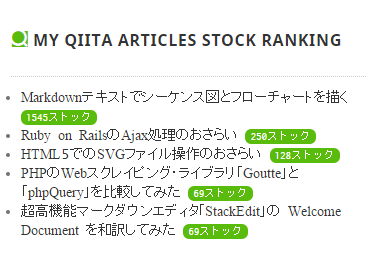 MY QIITA ARTICLES STOCK RANKING
Markdownテキストでシーケンス図とフローチャートを描く
1545ストック
Ruby on RailsのAjax処理のおさらい 250ストック
HTML5でのSVGファイル操作のおさらい 128ストック
PHPのWebスクレイピング・ライブラリ「Goutte」と
「phpQuery」を比較してみた 69ストック
超高機能マークダウンエディタ「StackEdit」の Welcome
Document を和訳してみた 69ストック